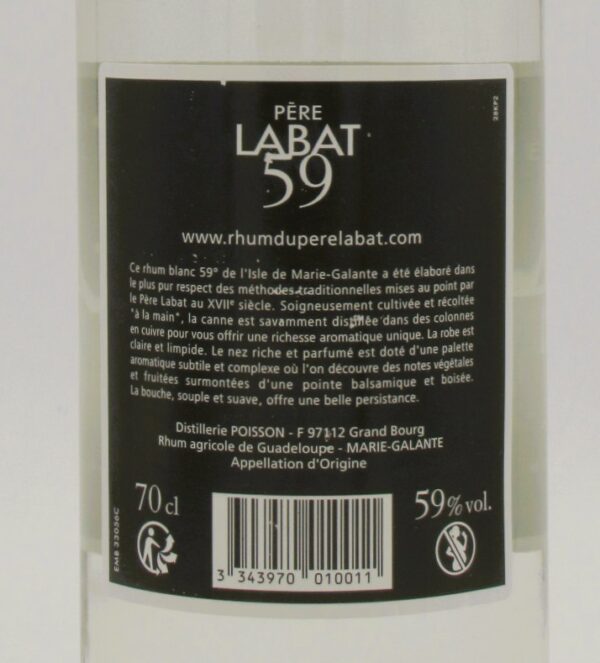 28KP2
PÈRE
LABAT
59
www.rhumduperelabat.com
Ce rhum blanc 59° de l'Isle de Marie-Galante a été élaboré dans
le plus pur respect des méthodes traditionnelles mises au point par
le Père Labat au XVIIe siècle. Soigneusement cultivée et récoltée
"à la main", la canne est savamment distillée dans des colonnes
en cuivre pour vous offrir une richesse aromatique unique. La robe est
claire et limpide. Le nez riche et parfumé est doté d'une palette
aromatique subtile et complexe où l'on découvre des notes végétales
et fruitées surmontées d'une pointe balsamique et boisée.
La bouche, souple et suave, offre une belle persistance.
Distillerie POISSON - F 97112 Grand Bourg
Rhum agricole de Guadeloupe - MARIE-GALANTE
Appellation d'Origine
70 cl
59% vol.
EMB 33056C
3 343970 010011